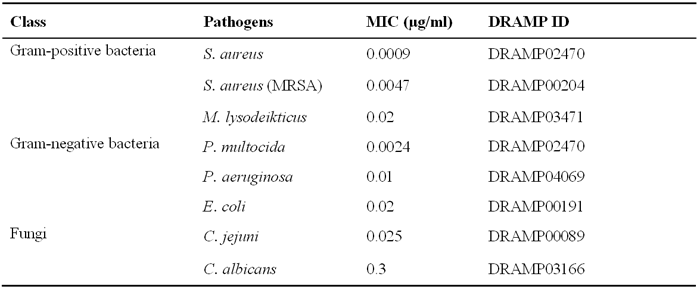 Class Pathogens MIC (μg/ml) DRAMP ID
Gram-positive bacteria S. aureus 0.0009 DRAMP02470
S. aureus (MRSA) 0.0047 DRAMP00204
M. lysodeikticus 0.02 DRAMP03471
Gram-negative bacteria P. multocida 0.0024 DRAMP02470
P. aeruginosa 0.01 DRAMP04069
E. coli 0.02 DRAMP00191
Fungi C. jejuni 0.025 DRAMP00089
C. albicans 0.3 DRAMP03166